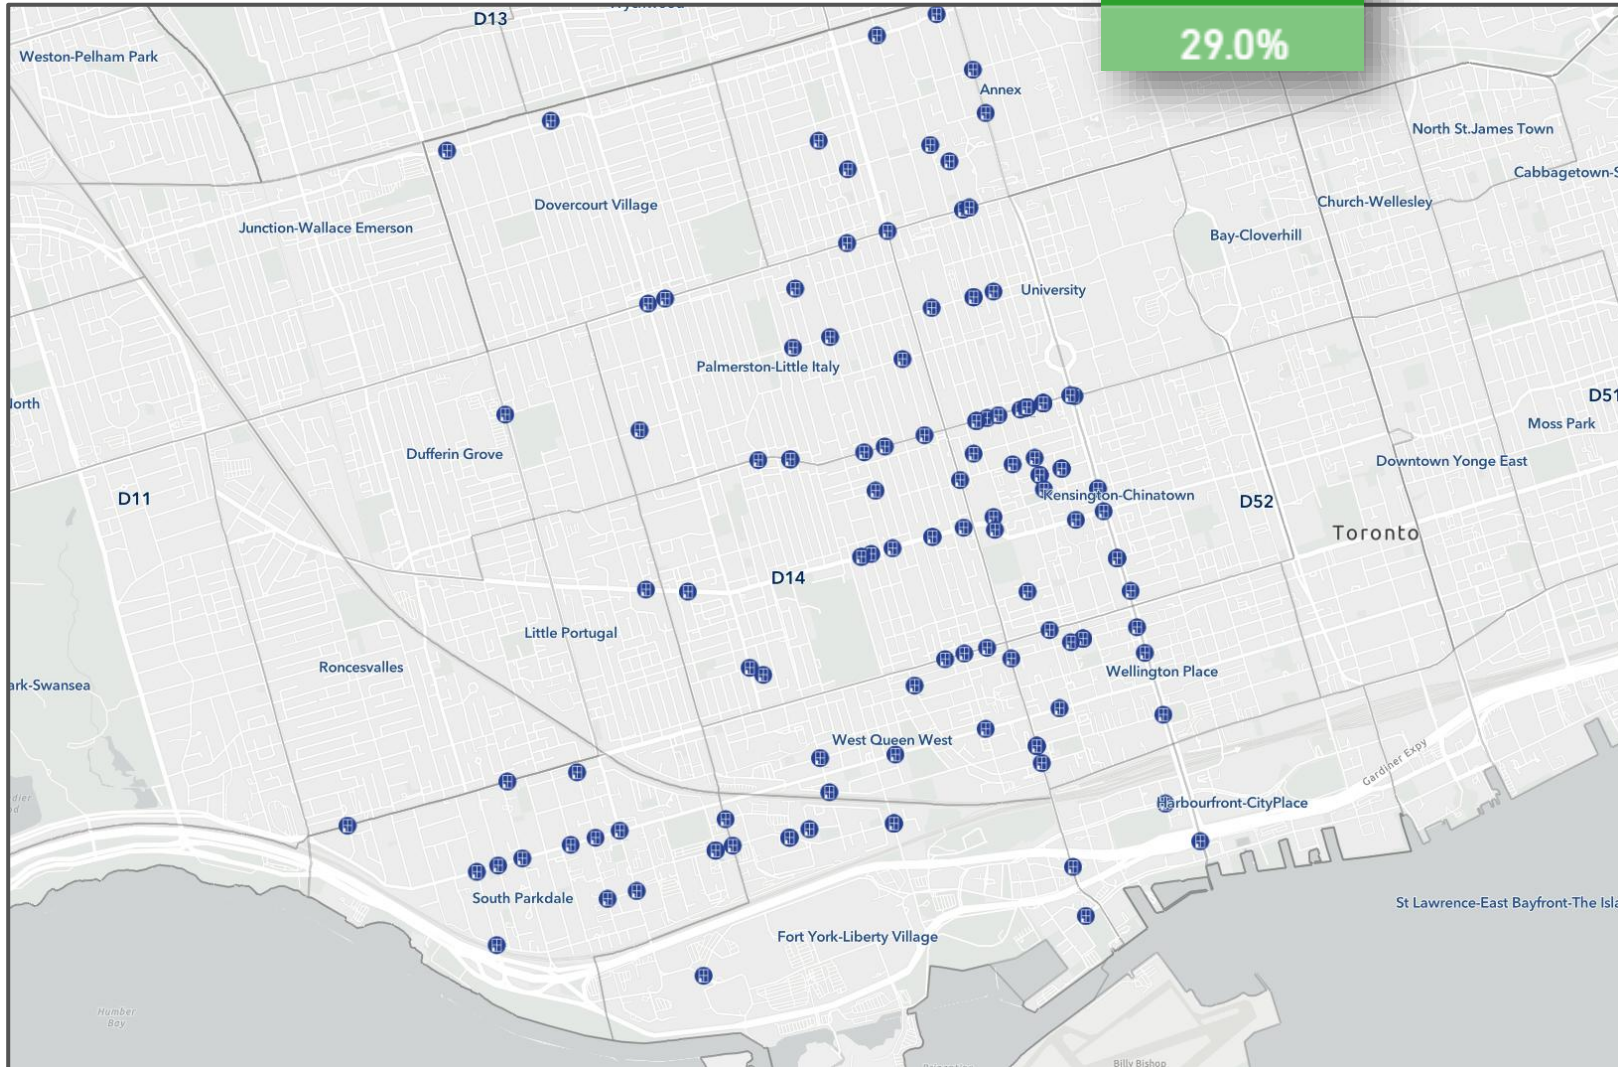 D13
29.0%
Weston-Pelham Park
Annex
North St.James Town
Cabbagetown-S
Church-Wellesley
Dovercourt Village
Junction-Wallace Emerson
Bay-Cloverhill
University
Palmerston-Little Italy
D51
Moss Park
Dufferin Grove
Downtown Yonge East
Kensington-Chinatown
D11
D52
Toronto
D14
Little Portugal
Roncesvalles
Wellington Place
ark-Swansea
West Queen West
Gardiner Expy
Harbourfront-CityPlace
South Parkdale
St Lawrence-East Bayfront-The Isla
Fort York-Liberty Village
Humber
Bay
Billy Bishop